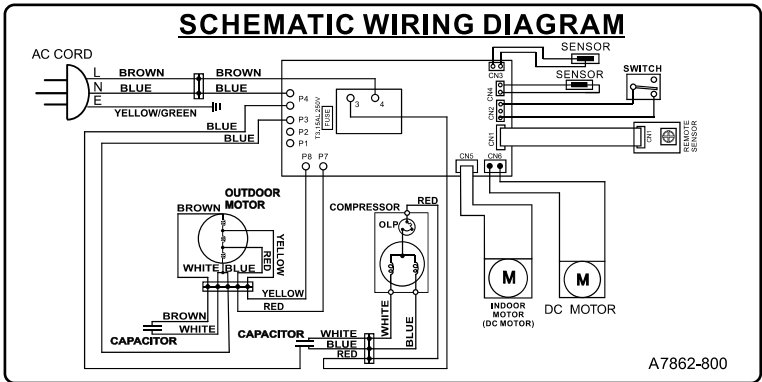 SCHEMATIC WIRING DIAGRAM
AC CORD
L BROWN BROWN
N BLUE BLUE
E YELLOW/GREEN
BLUE
BLUE
P4
P3
P2
P1
T3,15AL 250V
FUSE
3 4
P8 P7
CN3
CN4
CN2
CN1
CN5 CN6
SENSOR
SENSOR
SWITCH
CN1
REMOTE
SENSOR
OUTDOOR
MOTOR
BROWN
YELLOW
RED
WHITE BLUE
YELLOW
RED
BROWN
WHITE
CAPACITOR
COMPRESSOR
RED
OLP
WHITE
BLUE
CAPACITOR
WHITE
BLUE
RED
M
INDOOR
MOTOR
(DC MOTOR)
M
DC MOTOR
A7862-800